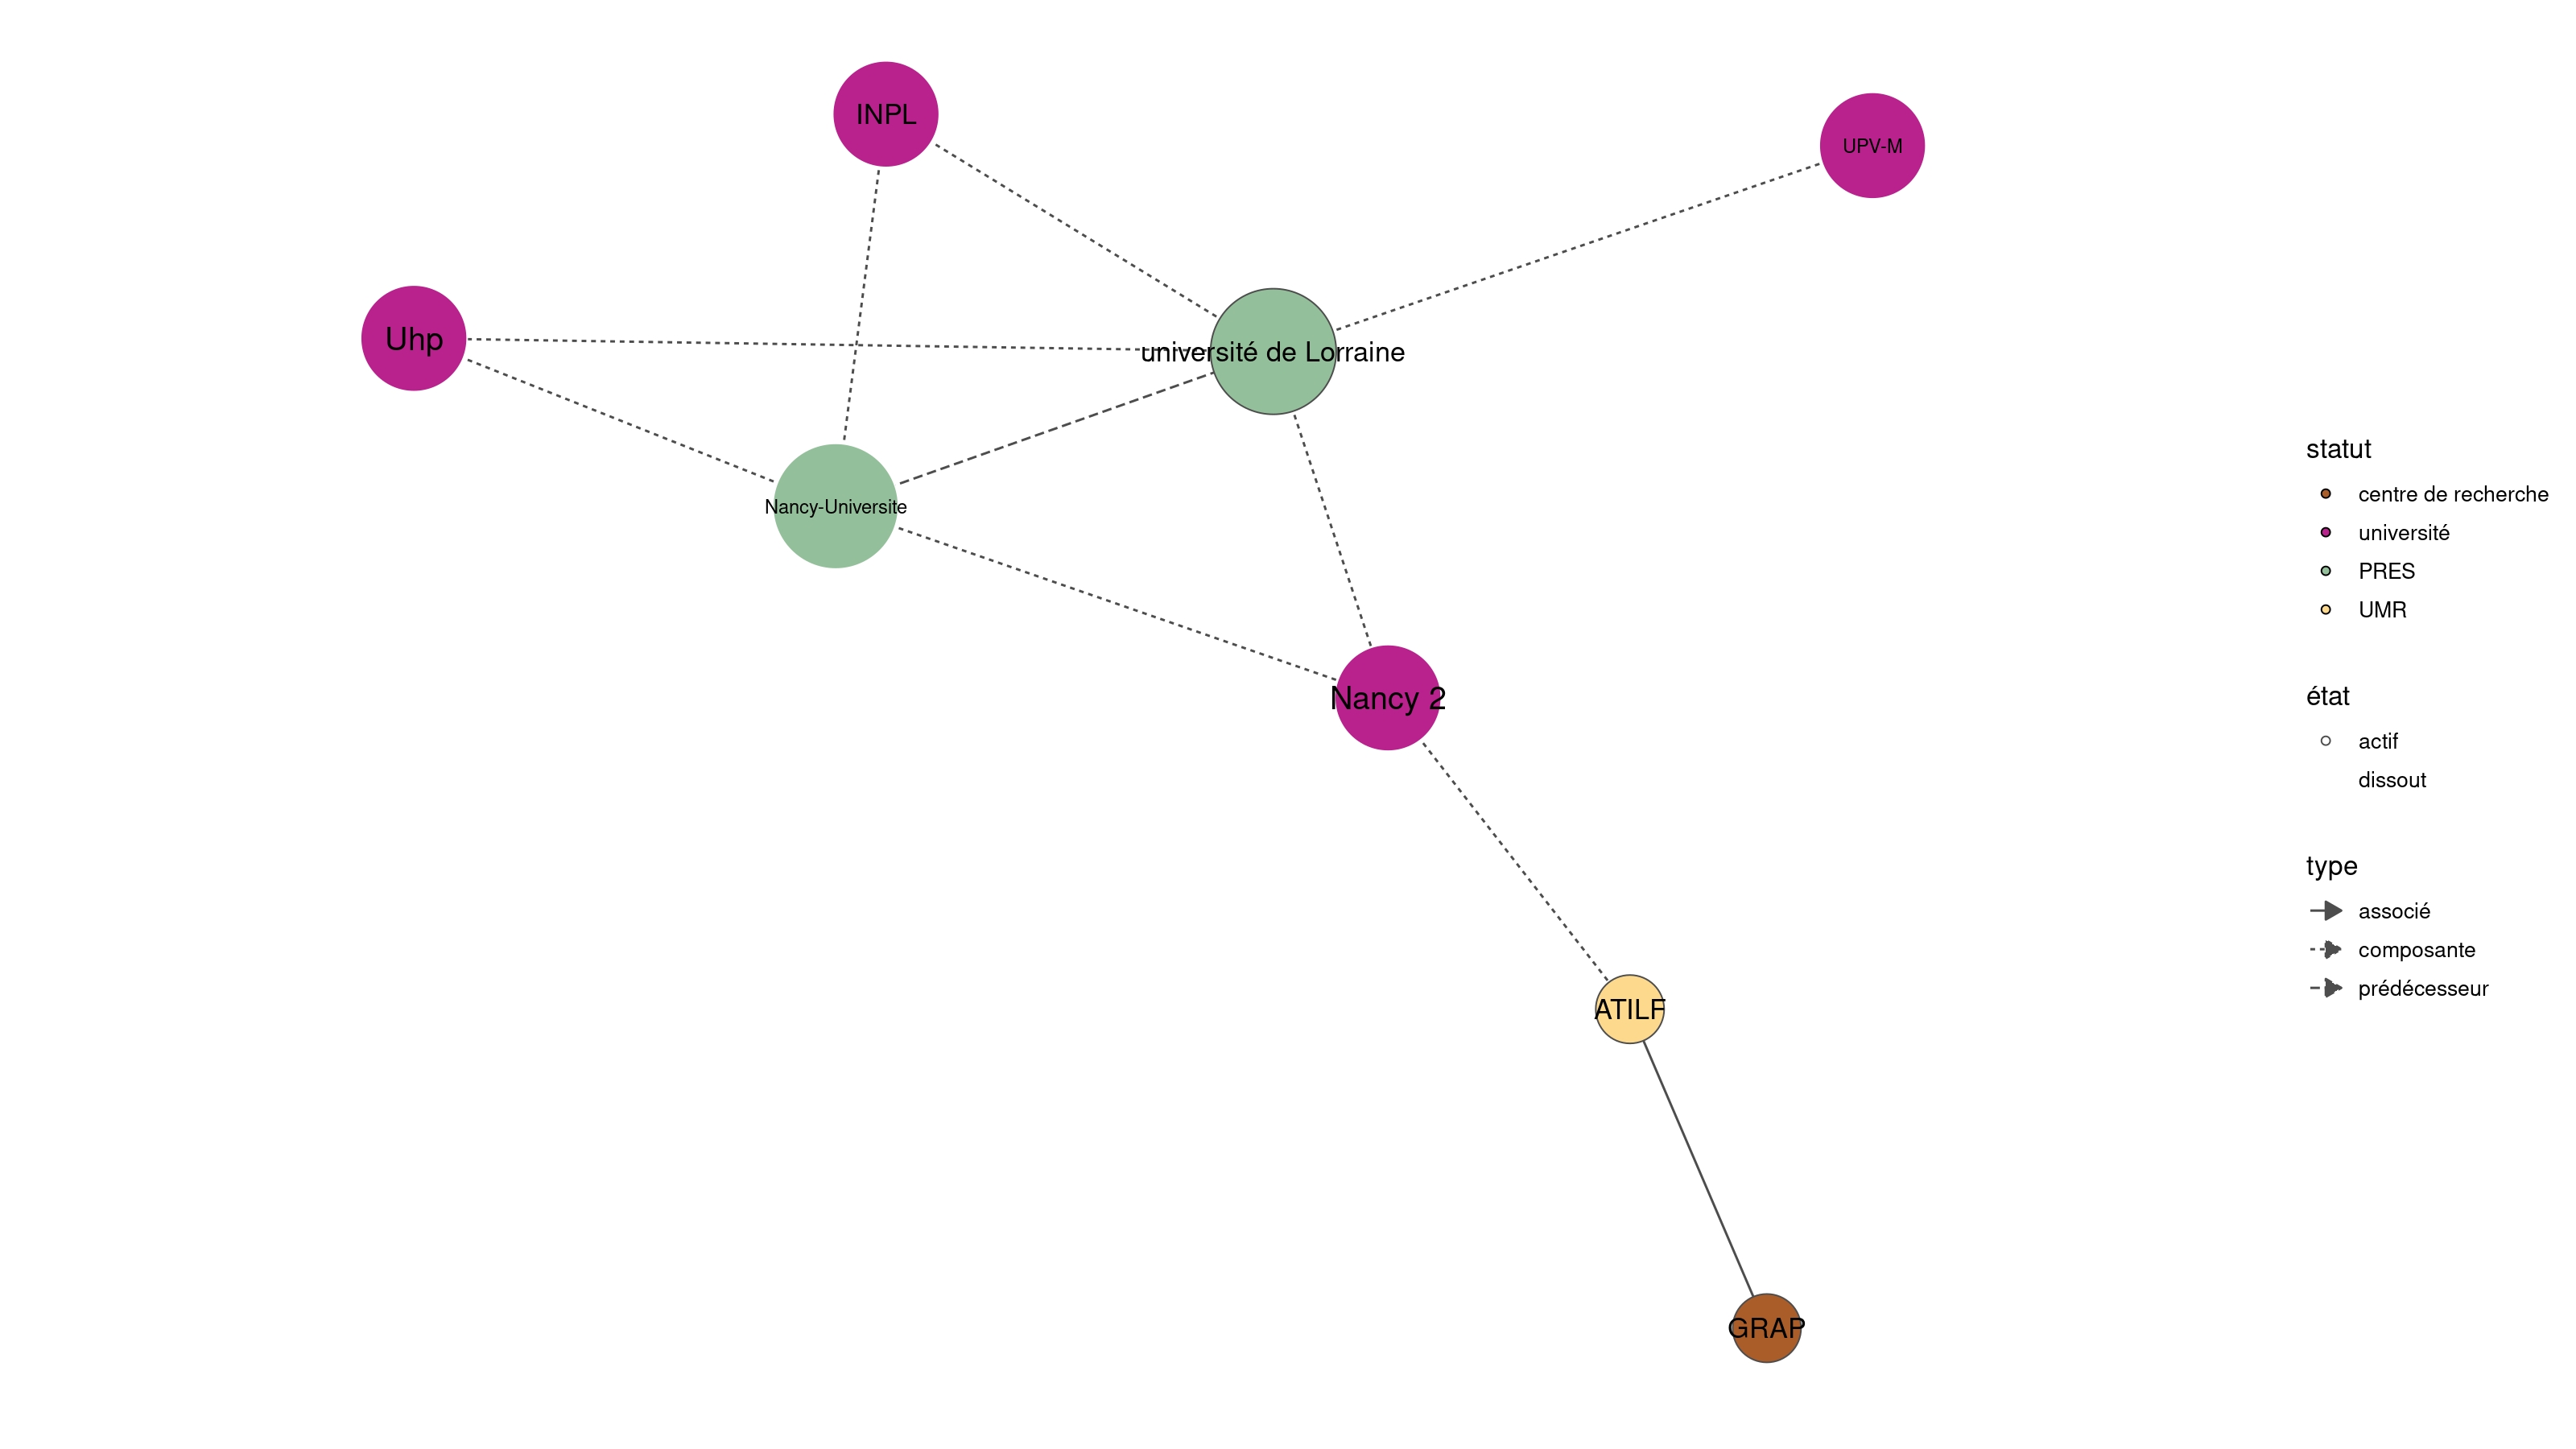 INPL
UPV-M
Uhp
université de Lorraine
Nancy-Universite
Nancy 2
ATILF
GRAP
statut
centre de recherche
université
PRES
UMR
état
actif
dissout
type
associé
composante
prédécesseur